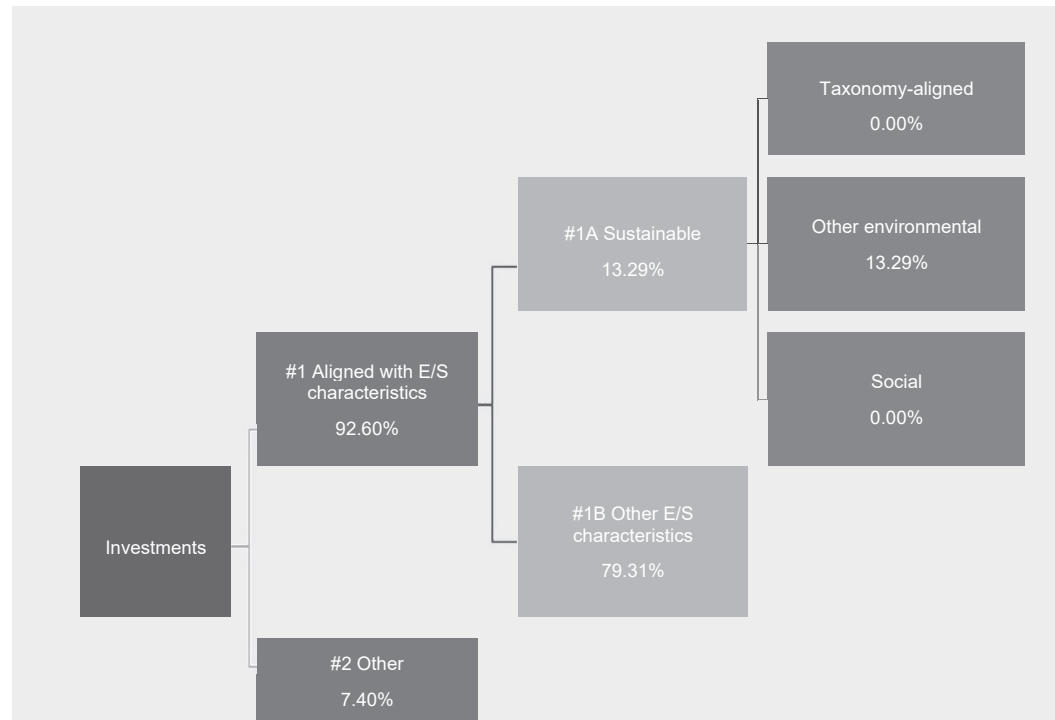 Taxonomy-aligned
0.00%
#1A Sustainable
13.29%
Other environmental
13.29%
#1 Aligned with E/S
characteristics
92.60%
Social
0.00%
Investments
#1B Other E/S
characteristics
79.31%
#2 Other
7.40%